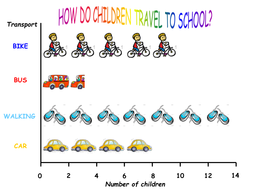 HOW DO CHILDREN TRAVEL TO SCHOOL?
Transport
BIKE
BUS
WALKING
CAR
0 2 4 6 8 10 12 14
Number of children